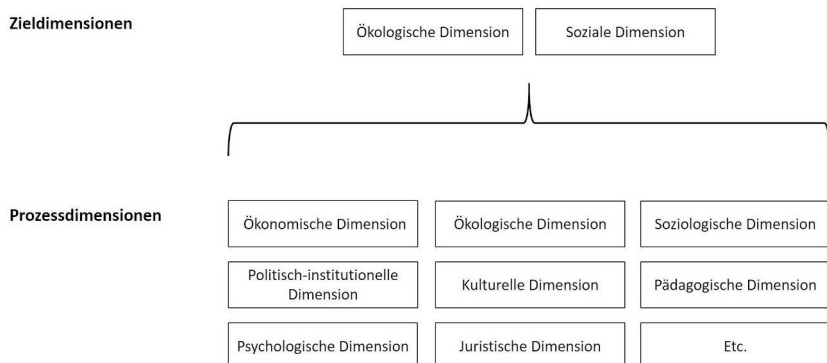 Zieldimensionen
Ökologische Dimension
Soziale Dimension
Prozessdimensionen
Ökonomische Dimension
Ökologische Dimension
Soziologische Dimension
Politisch-institutionelle
Dimension
Kulturelle Dimension
Pädagogische Dimension
Psychologische Dimension
Juristische Dimension
Etc.